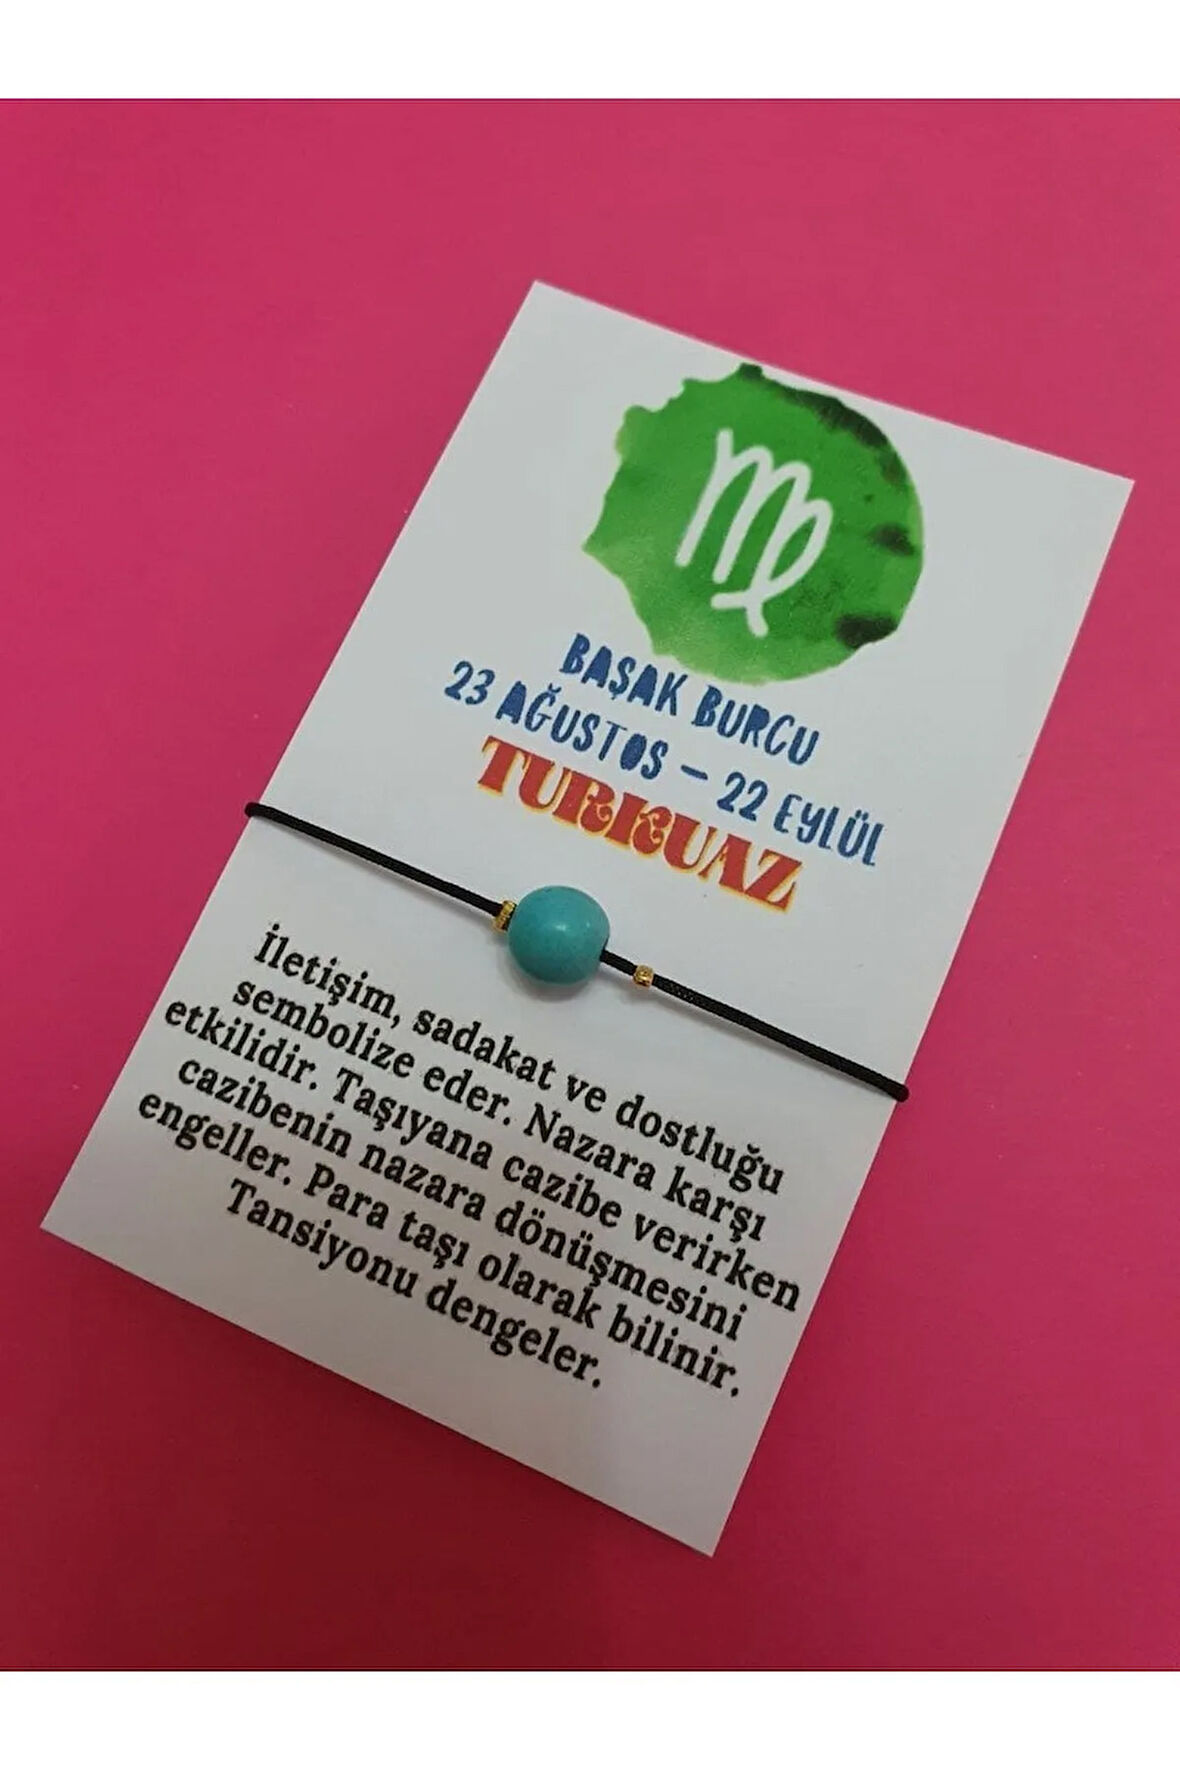 BAŞAK BURCU
23 AĞUSTOS – 22 EYLÜL
TURKUAZ
İletişim, sadakat ve dostluğu
sembolize eder. Nazara karşı
etkilidir. Taşıyana cazibe verirken
cazibenin nazara dönüşmesini
engeller. Para taşı olarak bilinir.
Tansiyonu dengeler.